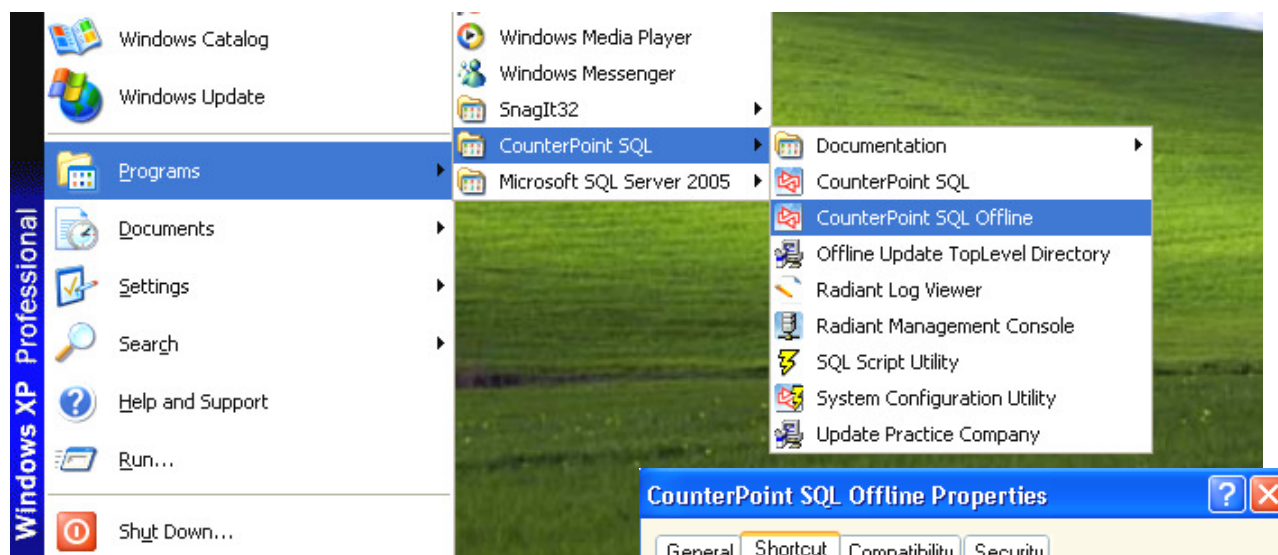 Windows XP Professional
Windows Catalog
Windows Update
Programs
Documents
Settings
Search
Help and Support
Run...
Shut Down...
Windows Media Player
Windows Messenger
SnagIt32
CounterPoint SQL
Microsoft SQL Server 2005
Documentation
CounterPoint SQL
CounterPoint SQL Offline
Offline Update TopLevel Directory
Radiant Log Viewer
Radiant Management Console
SQL Script Utility
System Configuration Utility
Update Practice Company
CounterPoint SQL Offline Properties
General Shortcut Compatibility Security